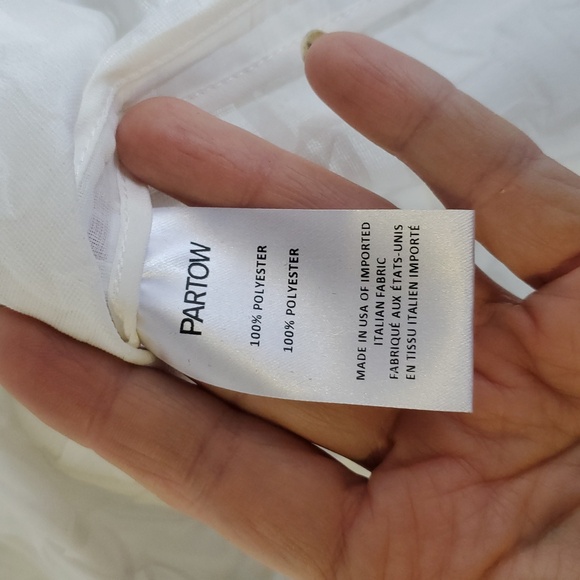 PARTOW
100% POLYESTER
100% POLYESTER
MADE IN USA OF IMPORTED
ITALIAN FABRIC
FABRIQUÉ AUX ÉTATS-UNIS
EN TISSU ITALIEN IMPORTÉ